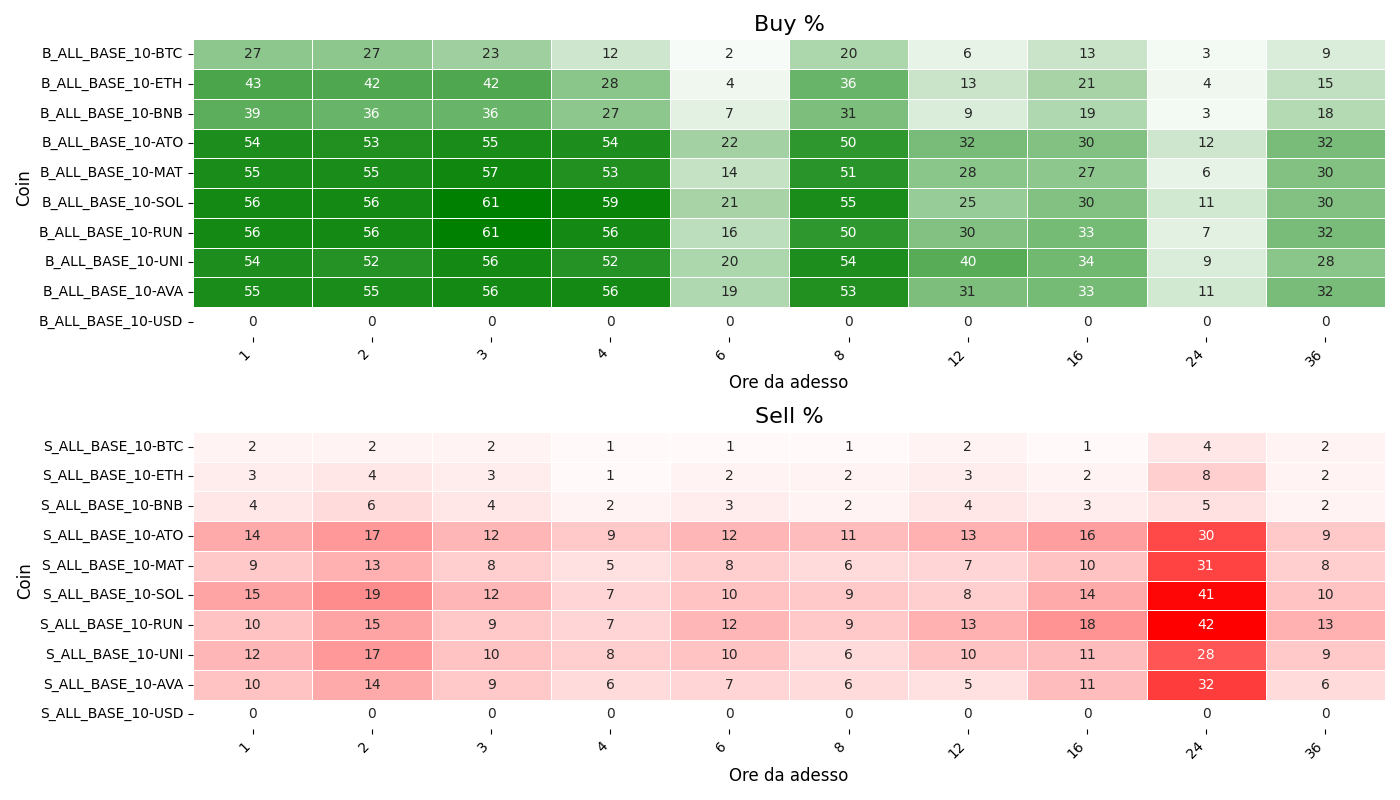 Buy %
Coin
B_ALL_BASE_10-BTC 27 27 23 12 2 20 6 13 3 9
B_ALL_BASE_10-ETH 43 42 42 28 4 36 13 21 4 15
B_ALL_BASE_10-BNB 39 36 36 27 7 31 9 19 3 18
B_ALL_BASE_10-ATO 54 53 55 54 22 50 32 30 12 32
B_ALL_BASE_10-MAT 55 55 57 53 14 51 28 27 6 30
B_ALL_BASE_10-SOL 56 56 61 59 21 55 25 30 11 30
B_ALL_BASE_10-RUN 56 56 61 56 16 50 30 33 7 32
B_ALL_BASE_10-UNI 54 52 56 52 20 54 40 34 9 28
B_ALL_BASE_10-AVA 55 55 56 56 19 53 31 33 11 32
B_ALL_BASE_10-USD 0 0 0 0 0 0 0 0 0 0
1 2 3 4 6 8 12 16 24 36
Ore da adesso
Sell %
Coin
S_ALL_BASE_10-BTC 2 2 2 1 1 1 2 1 4 2
S_ALL_BASE_10-ETH 3 4 3 1 2 2 3 2 8 2
S_ALL_BASE_10-BNB 4 6 4 2 3 2 4 3 5 2
S_ALL_BASE_10-ATO 14 17 12 9 12 11 13 16 30 9
S_ALL_BASE_10-MAT 9 13 8 5 8 6 7 10 31 8
S_ALL_BASE_10-SOL 15 19 12 7 10 9 8 14 41 10
S_ALL_BASE_10-RUN 10 15 9 7 12 9 13 18 42 13
S_ALL_BASE_10-UNI 12 17 10 8 10 6 10 11 28 9
S_ALL_BASE_10-AVA 10 14 9 6 7 6 5 11 32 6
S_ALL_BASE_10-USD 0 0 0 0 0 0 0 0 0 0
1 2 3 4 6 8 12 16 24 36
Ore da adesso